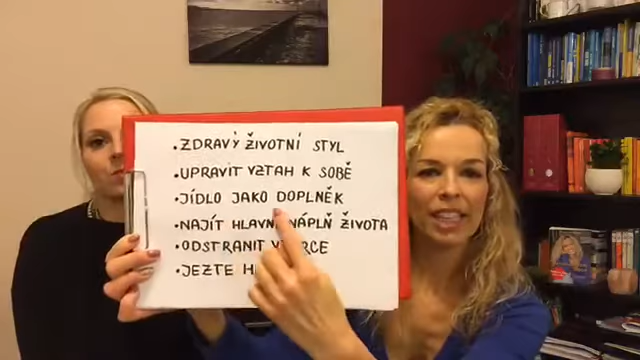 • ZDRAVÝ ŽIVOTNÍ STYL
• UPRAVIT VZTAH K SOBĚ
• JÍDLO JAKO DOPLNĚK
• NAJÍT HLAVNÍ NÁPLŇ ŽIVOTA
• ODSTRANIT
• JEZTE